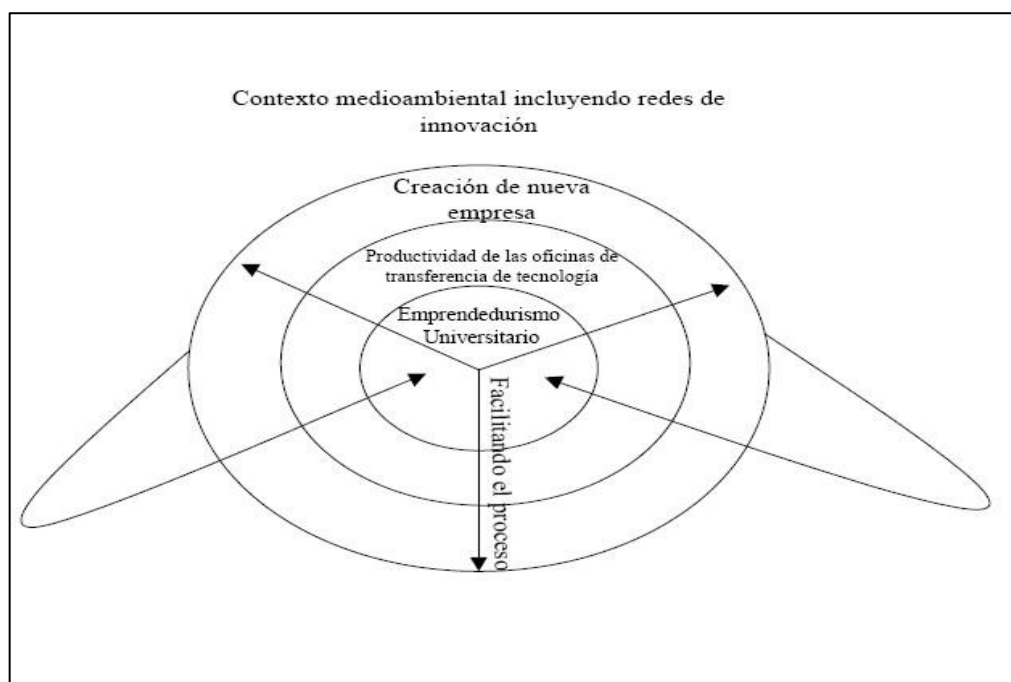 Contexto medioambiental incluyendo redes de
innovación
Creación de nueva
empresa
Productividad de las oficinas de
transferencia de tecnología
Emprendedurismo
Universitario
Facilitando el proceso